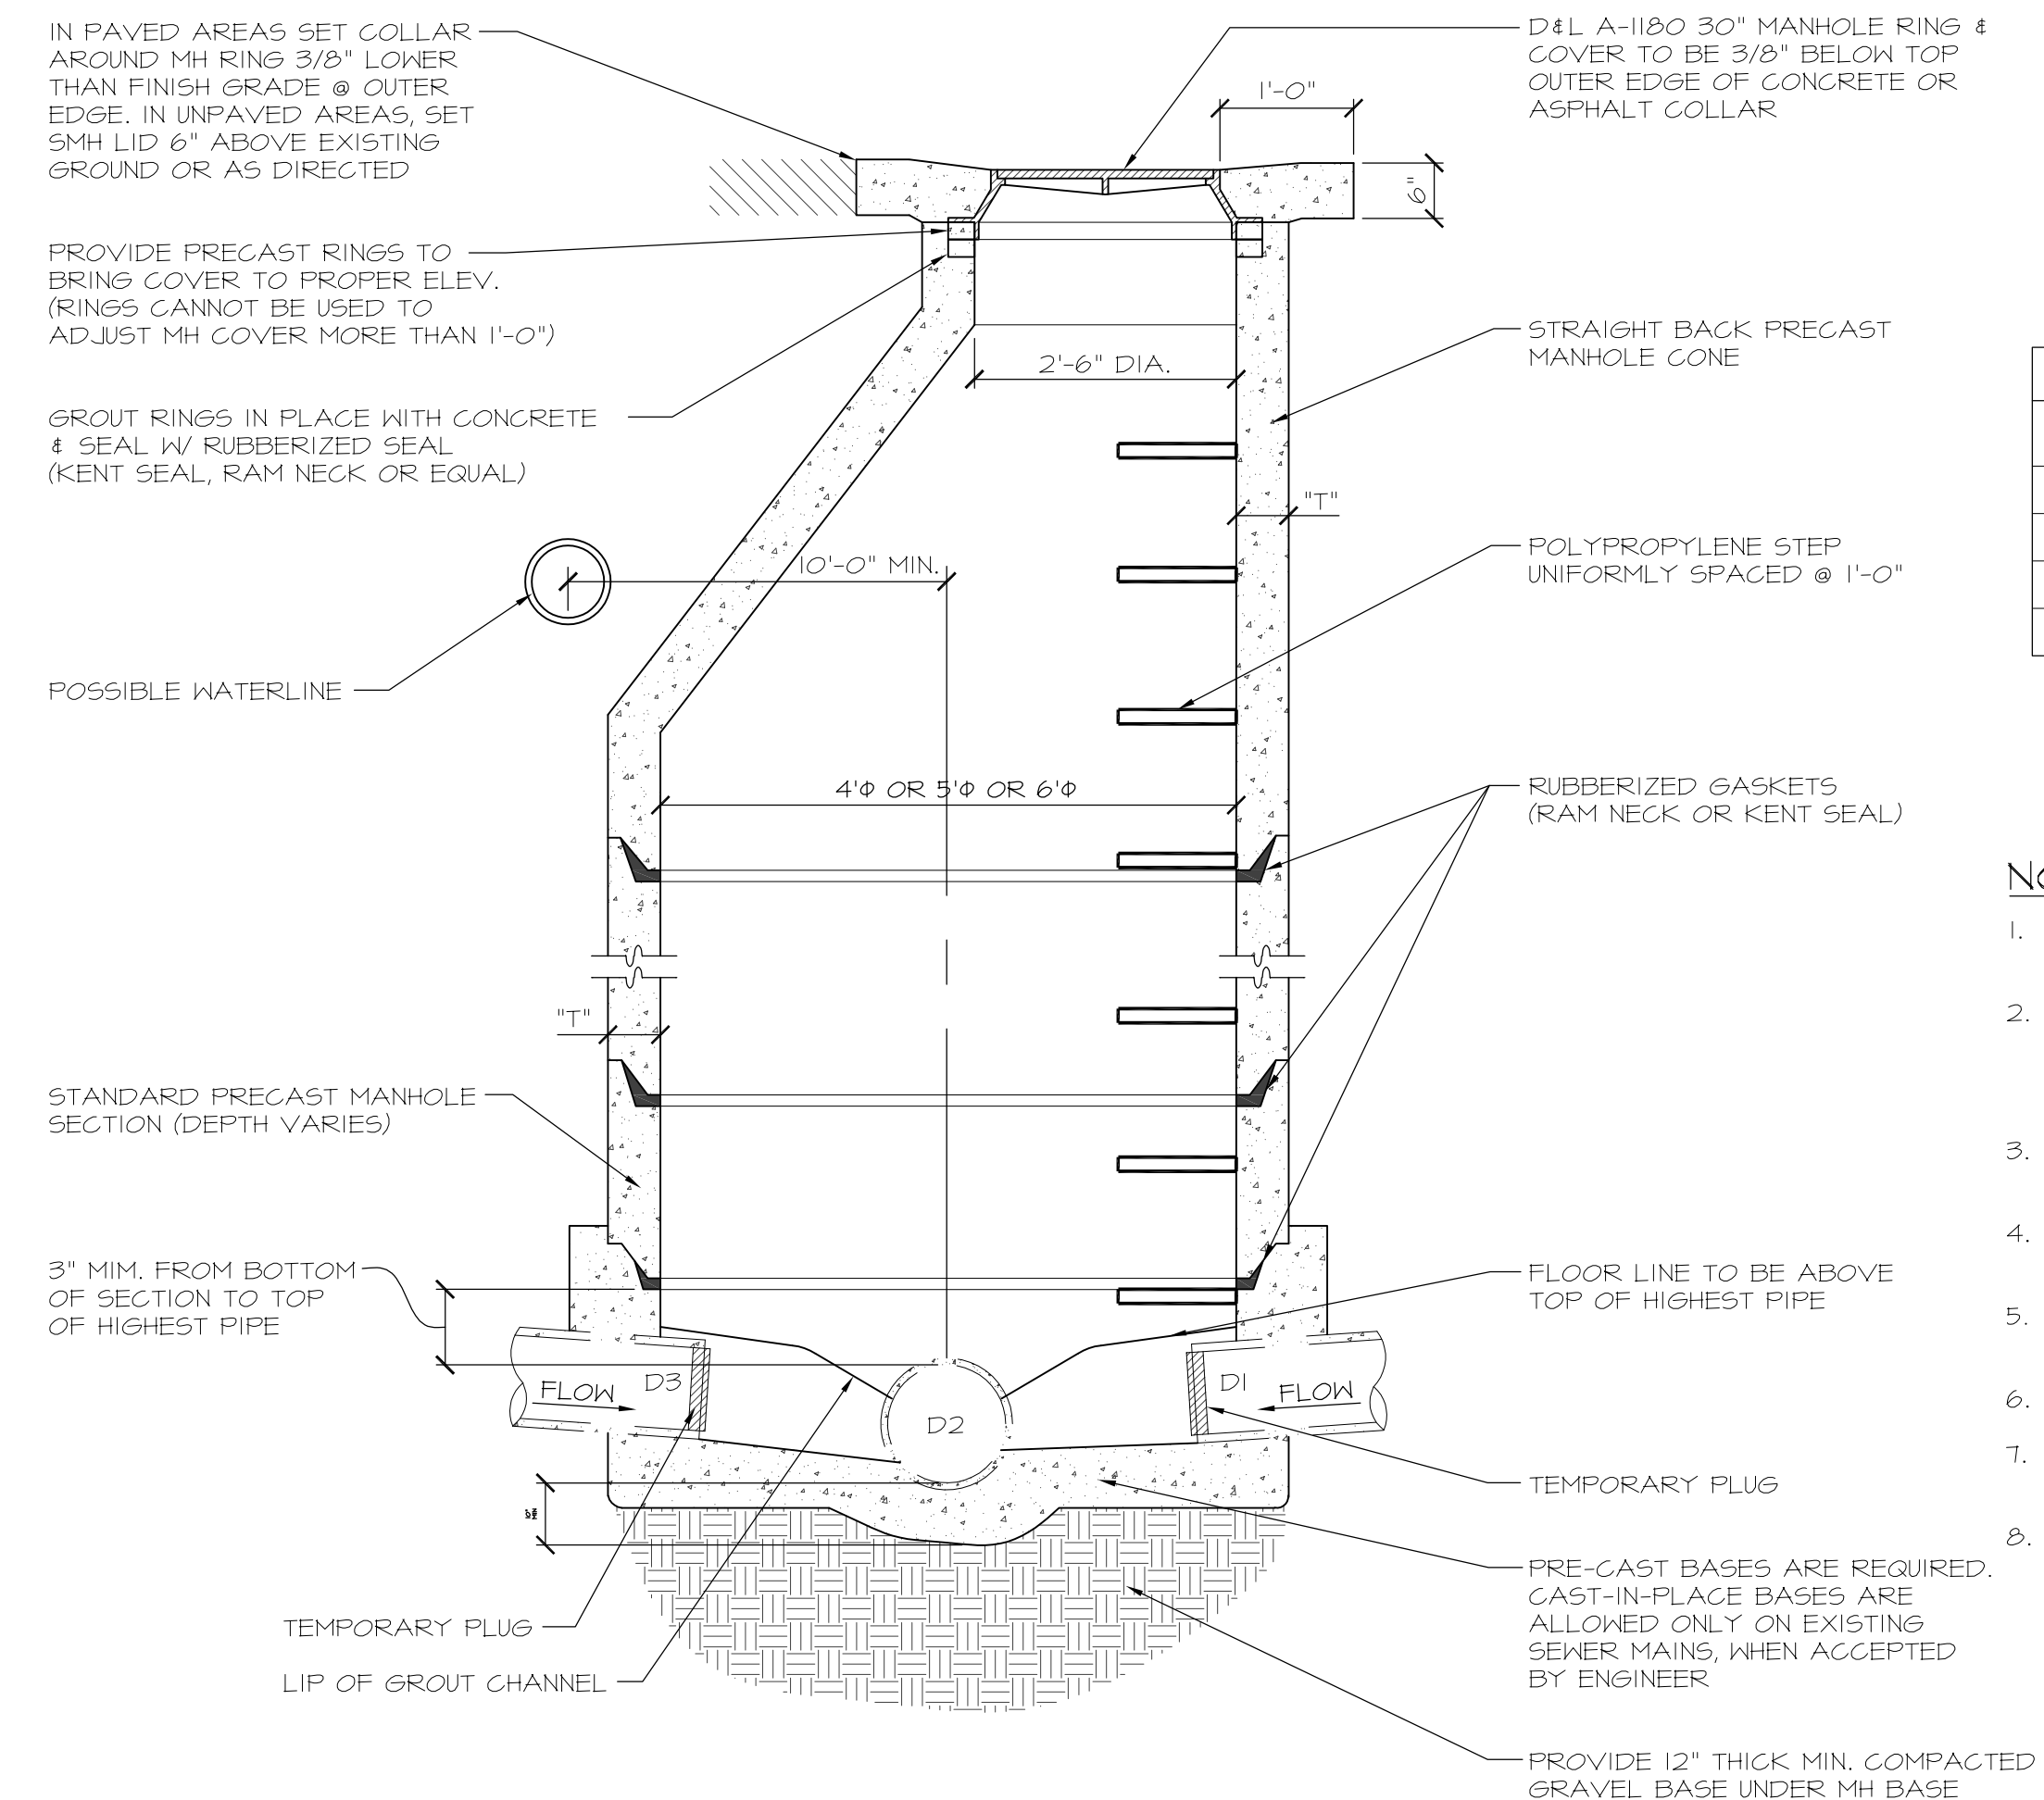 IN PAVED AREAS SET COLLAR
AROUND MH RING 3/8" LOWER
THAN FINISH GRADE @ OUTER
EDGE. IN UNPAVED AREAS, SET
SMH LID 6" ABOVE EXISTING
GROUND OR AS DIRECTED
D&L A-1180 30" MANHOLE RING &
COVER TO BE 3/8" BELOW TOP
OUTER EDGE OF CONCRETE OR
ASPHALT COLLAR
1'-0"
6"
PROVIDE PRECAST RINGS TO
BRING COVER TO PROPER ELEV.
(RINGS CANNOT BE USED TO
ADJUST MH COVER MORE THAN 1'-0")
STRAIGHT BACK PRECAST
MANHOLE CONE
2'-6" DIA.
GROUT RINGS IN PLACE WITH CONCRETE
& SEAL W/ RUBBERIZED SEAL
(KENT SEAL, RAM NECK OR EQUAL)
"T"
POLYPROPYLENE STEP
UNIFORMLY SPACED @ 1'-0"
10'-0" MIN.
POSSIBLE WATERLINE
4'Φ OR 5'Φ OR 6'Φ
RUBBERIZED GASKETS
(RAM NECK OR KENT SEAL)
"T"
STANDARD PRECAST MANHOLE
SECTION (DEPTH VARIES)
3" MIM. FROM BOTTOM
OF SECTION TO TOP
OF HIGHEST PIPE
FLOOR LINE TO BE ABOVE
TOP OF HIGHEST PIPE
FLOW
D3
D2
D1
FLOW
TEMPORARY PLUG
PRE-CAST BASES ARE REQUIRED.
CAST-IN-PLACE BASES ARE
ALLOWED ONLY ON EXISTING
SEWER MAINS, WHEN ACCEPTED
BY ENGINEER
TEMPORARY PLUG
LIP OF GROUT CHANNEL
PROVIDE 12" THICK MIN. COMPACTED
GRAVEL BASE UNDER MH BASE
1.
2.
3.
4.
5.
6.
7.
8.